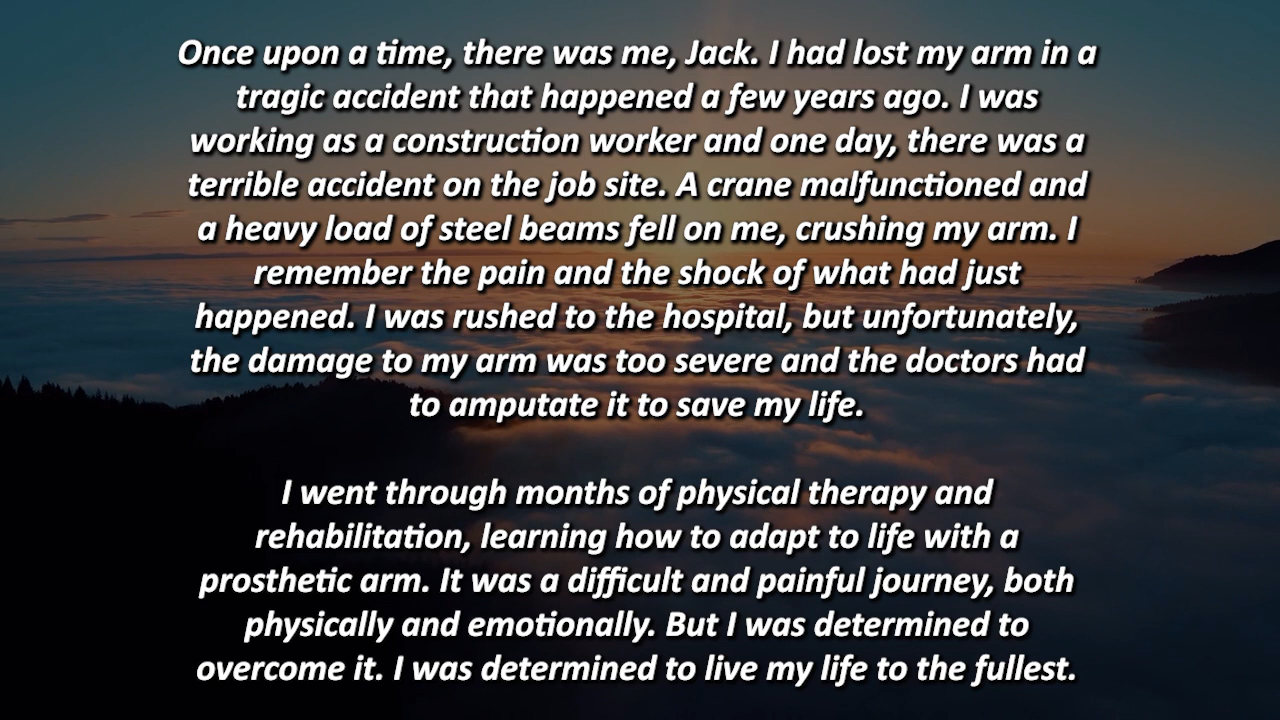 Once upon a time, there was me, Jack. I had lost my arm in a
tragic accident that happened a few years ago. I was
working as a construction worker and one day, there was a
terrible accident on the job site. A crane malfunctioned and
a heavy load of steel beams fell on me, crushing my arm. I
remember the pain and the shock of what had just
happened. I was rushed to the hospital, but unfortunately,
the damage to my arm was too severe and the doctors had
to amputate it to save my life.
I went through months of physical therapy and
rehabilitation, learning how to adapt to life with a
prosthetic arm. It was a difficult and painful journey, both
physically and emotionally. But I was determined to
overcome it. I was determined to live my life to the fullest.